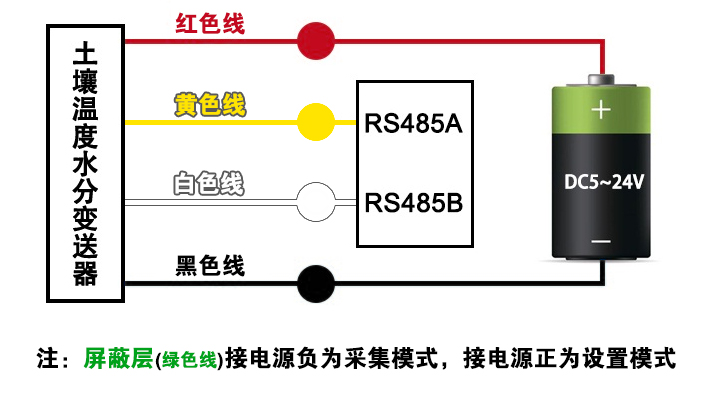 红色线
土壤温度水分变送器
黄色线
RS485A
白色线
RS485B
黑色线
+
DC5~24V
—
注：屏蔽层(绿色线)接电源负为采集模式，接电源正为设置模式